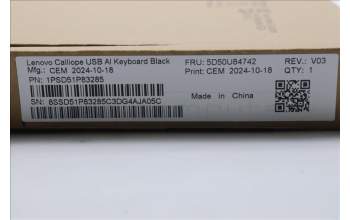 Lenovo Calliope USB AI Keyboard Black
Mfg.: CEM 2024-10-18
PN: 1PSD51P83285
SN: 8SSD51P83285C3DG4AJA05C
FRU: 5D50U84742
Print: CEM 2024-10-18
Made in China
REV.: V03
QTY: 1